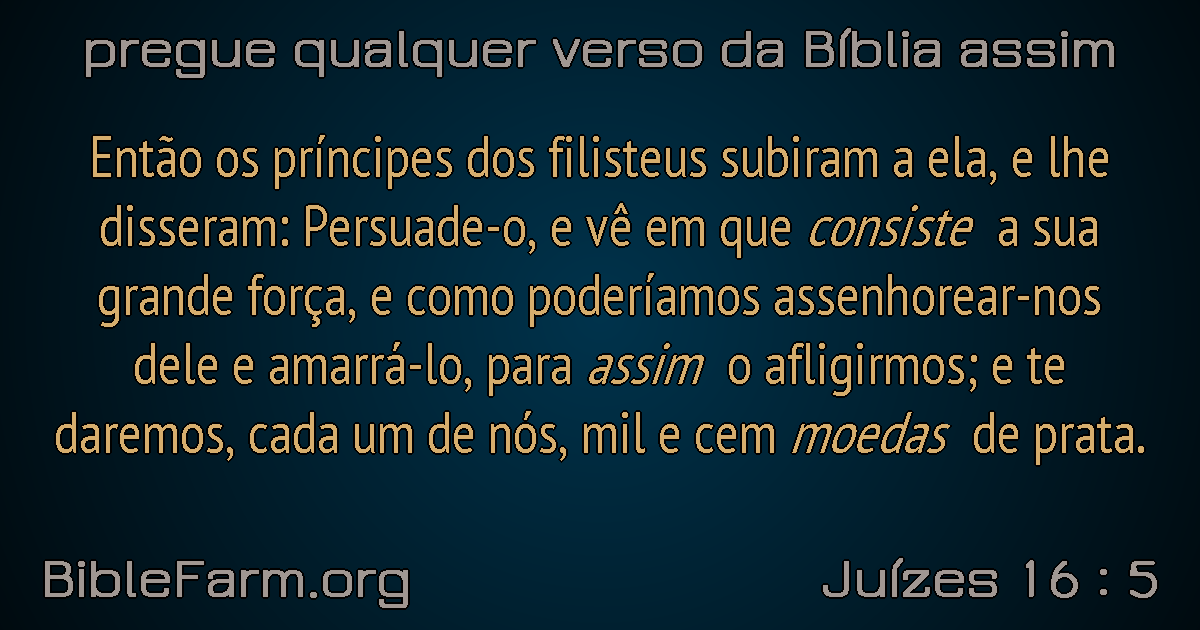 pregue qualquer verso da Bíblia assim
Então os príncipes dos filisteus subiram a ela, e lhe
disseram: Persuade-o, e vê em que consiste a sua
grande força, e como poderíamos assenhorear-nos
dele e amarrá-lo, para assim o afligirmos; e te
daremos, cada um de nós, mil e cem moedas de prata.
BibleFarm.org
Juízes 16 : 5